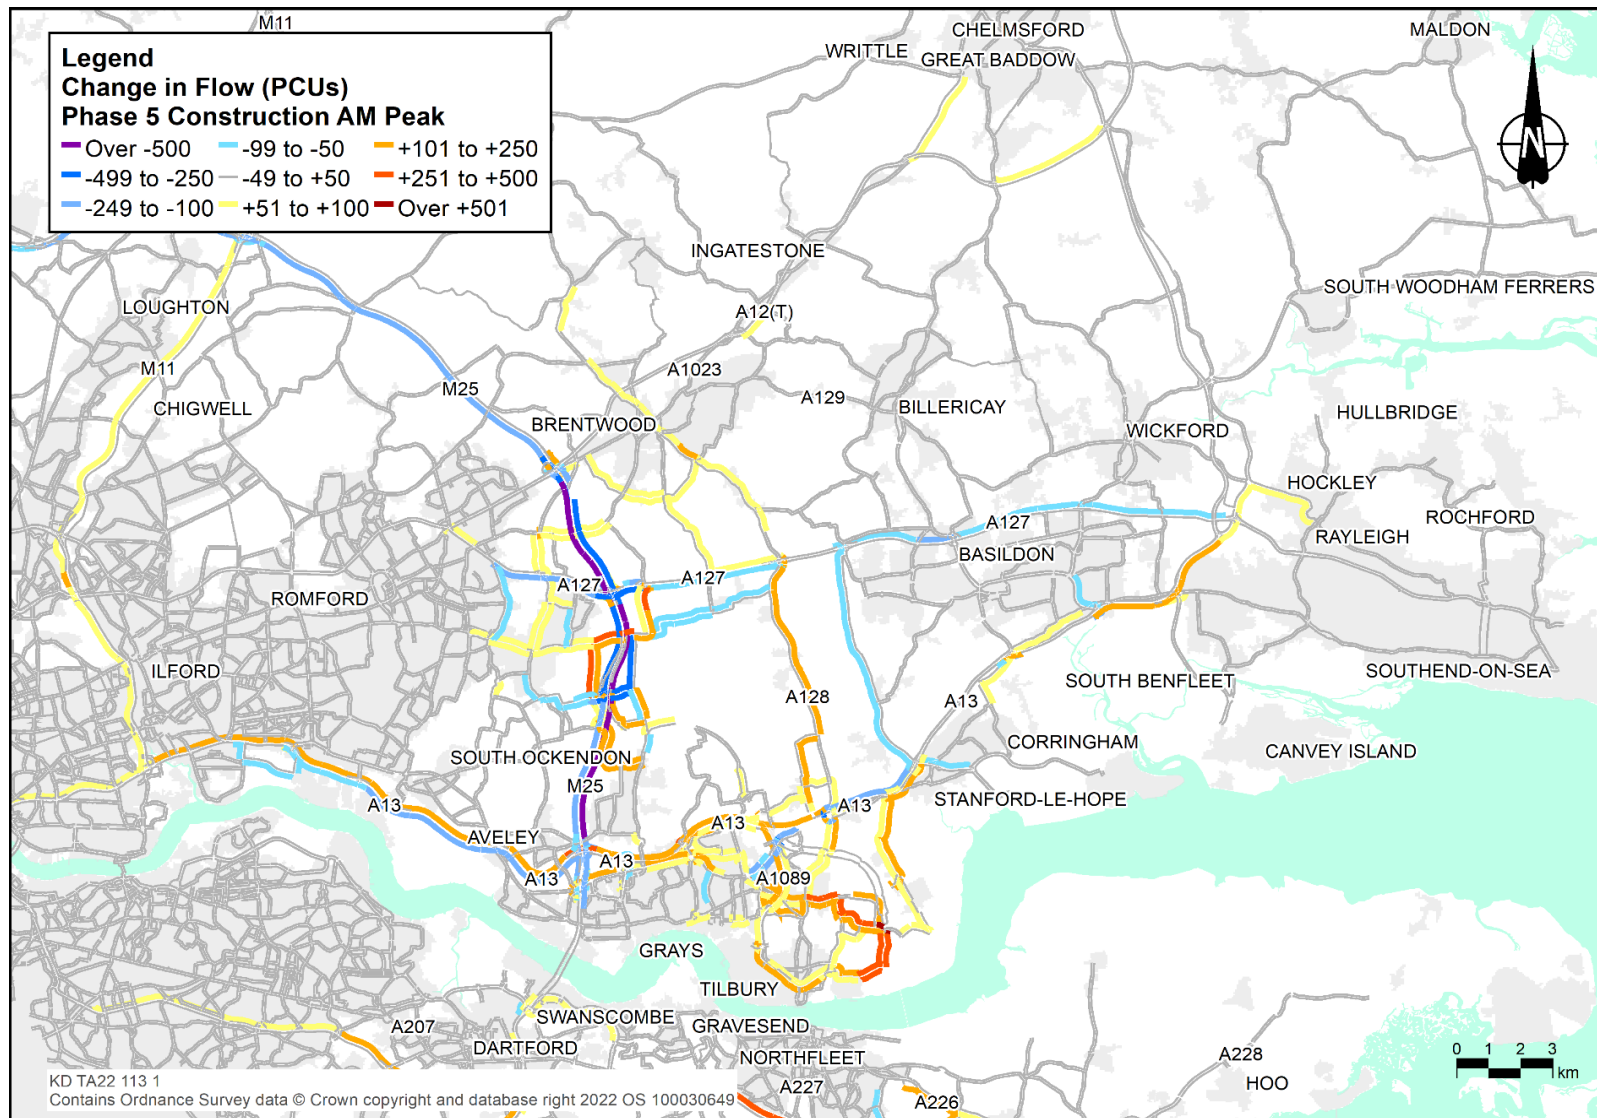 M11
CHELMSFORD
MALDON
WRITTLE
GREAT BADDOW
Legend
Change in Flow (PCUs)
Phase 5 Construction AM Peak
Over -500
-99 to -50
+101 to +250
-499 to -250
-49 to +50
+251 to +500
-249 to -100
+51 to +100
Over +501
N
INGATESTONE
SOUTH WOODHAM FERRERS
LOUGHTON
A12(T)
M11
A1023
M25
A129
CHIGWELL
BILLERICAY
HULLBRIDGE
BRENTWOOD
WICKFORD
HOCKLEY
ROCHFORD
A127
RAYLEIGH
BASILDON
A127
A127
ROMFORD
ILFORD
SOUTHEND-ON-SEA
SOUTH BENFLEET
A128
A13
CORRINGHAM
CANVEY ISLAND
SOUTH OCKENDON
M25
STANFORD-LE-HOPE
A13
A13
A13
AVELEY
A13
A13
A1089
GRAYS
TILBURY
SWANSCOMBE
A207
GRAVESEND
DARTFORD
NORTHFLEET
A228
HOO
A227
A226
0 1 2 3
km
KD TA22 113 1
Contains Ordnance Survey data © Crown copyright and database right 2022 OS 100030649